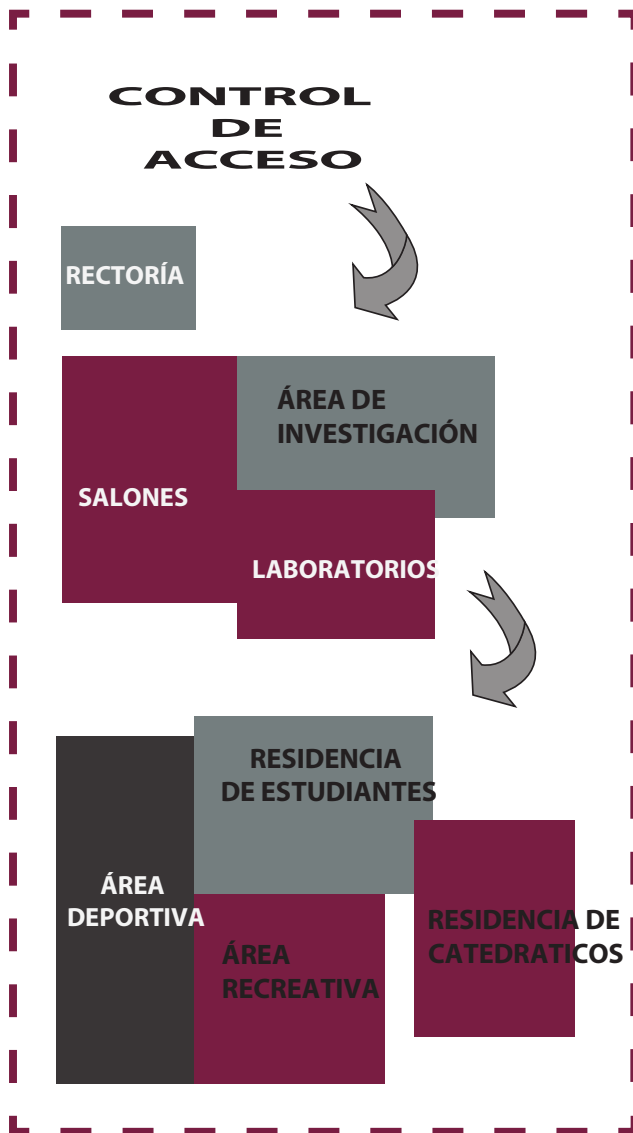 CONTROL
DE
ACCESO
RECTORÍA
ÁREA DE
INVESTIGACIÓN
SALONES
LABORATORIOS
RESIDENCIA
DE ESTUDIANTES
ÁREA
DEPORTIVA
RESIDENCIA DE
CATEDRATICOS
ÁREA
RECREATIVA